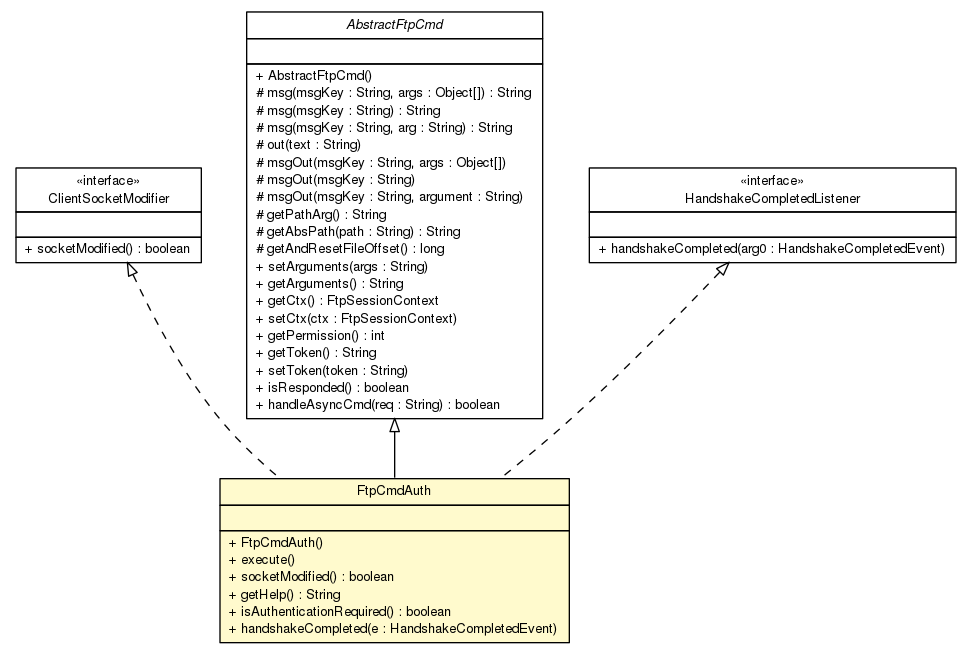 AbstractFtpCmd
+ AbstractFtpCmd()
# msg(msgKey : String, args : Object[]) : String
# msg(msgKey : String) : String
# msg(msgKey : String, arg : String) : String
# out(text : String)
# msgOut(msgKey : String, args : Object[])
# msgOut(msgKey : String)
# msgOut(msgKey : String, argument : String)
# getPathArg() : String
# getAbsPath(path : String) : String
# getAndResetFileOffset() : long
+ setArguments(args : String)
+ getArguments() : String
+ getCtx() : FtpSessionContext
+ setCtx(ctx : FtpSessionContext)
+ getPermission() : int
+ getToken() : String
+ setToken(token : String)
+ isResponded() : boolean
+ handleAsyncCmd(req : String) : boolean
«interface»
ClientSocketModifier
+ socketModified() : boolean
«interface»
HandshakeCompletedListener
+ handshakeCompleted(arg0 : HandshakeCompletedEvent)
FtpCmdAuth
+ FtpCmdAuth()
+ execute()
+ socketModified() : boolean
+ getHelp() : String
+ isAuthenticationRequired() : boolean
+ handshakeCompleted(e : HandshakeCompletedEvent)